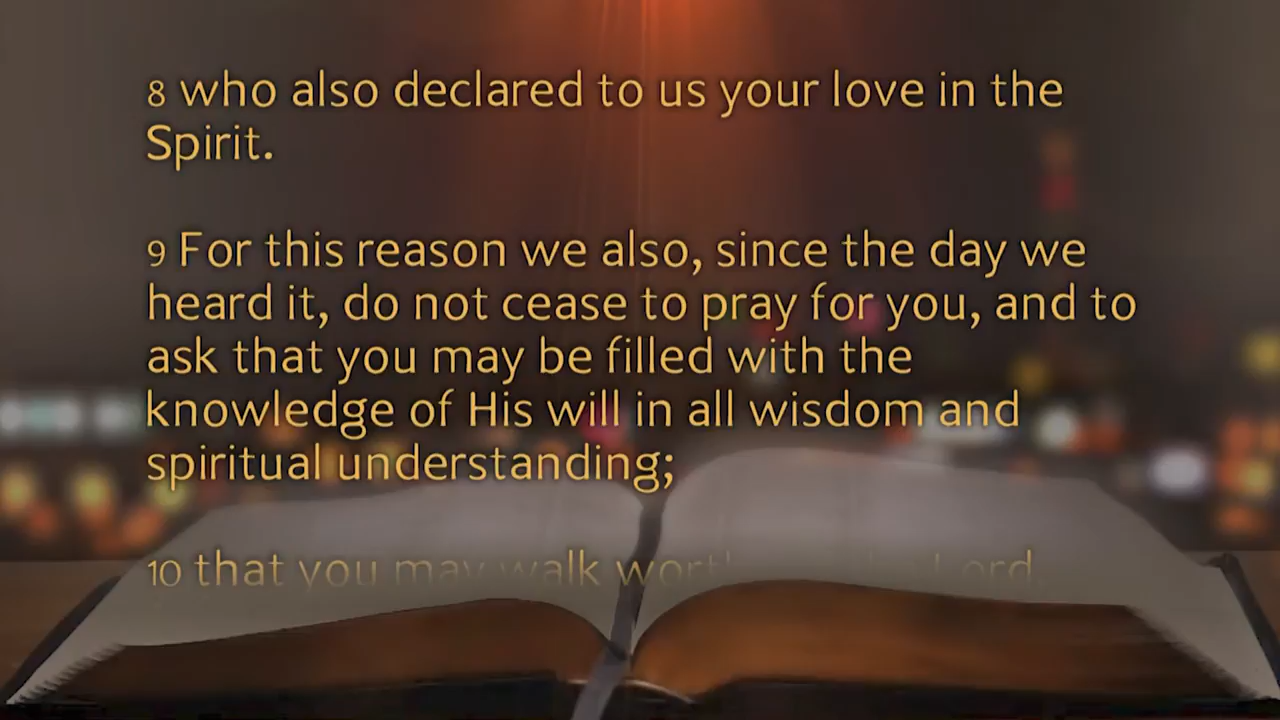 8 who also declared to us your love in the
Spirit.
9 For this reason we also, since the day we
heard it, do not cease to pray for you, and to
ask that you may be filled with the
knowledge of His will in all wisdom and
spiritual understanding;
10 that you may walk Lord,